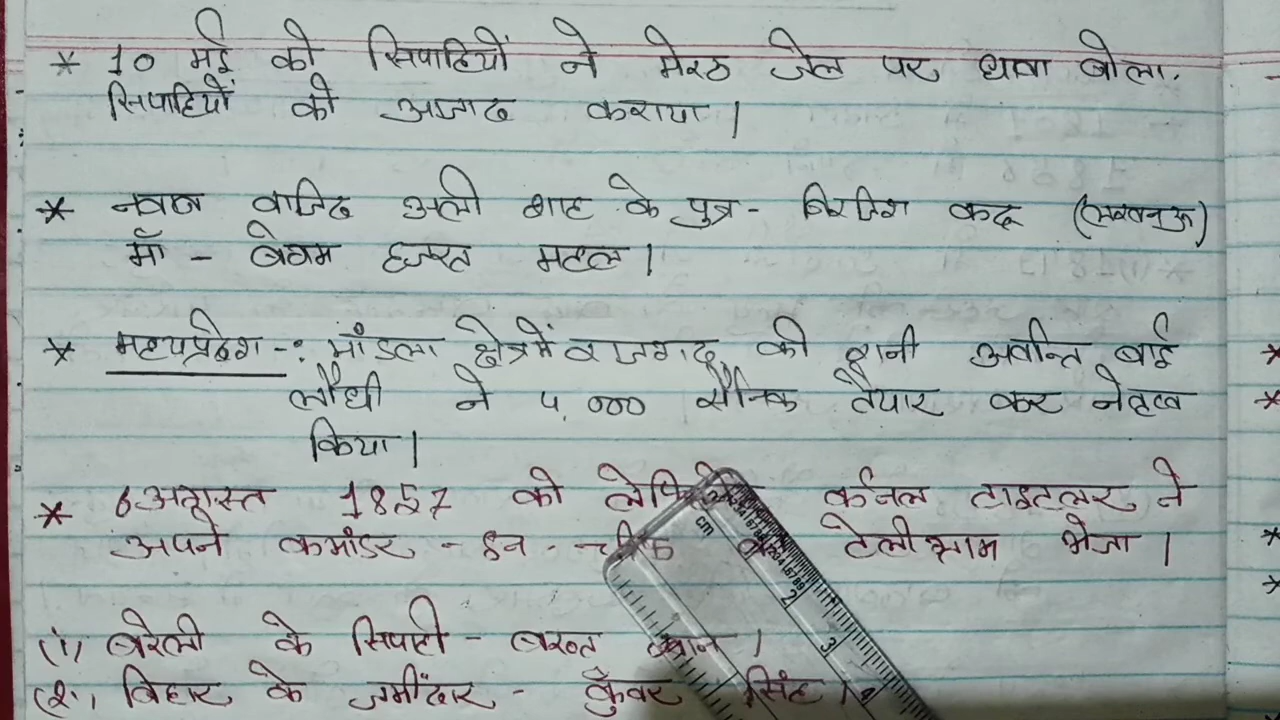 * 10 मई को सिपाहियों ने मेरठ जेल पर धावा बोला.
सिपाहियों को आजाद कराया।
* नवाब वाजिद अली शाह के पुत्र - बिरजिश कद्र (लखनऊ)
माँ - बेगम हजरत महल।
* मध्यप्रदेश -: मांडला क्षेत्र में राजगढ़ की रानी अवन्ति बाई
लौधी ने 4,000 सैनिक तैयार कर नेतृत्व
किया।
* 6 अगस्त 1857 को कर्नल टाइटलर ने
अपने कमांडर - इन - चीफ टेलीग्राम भेजा।
(1) बरेली के सिपाही - बख्त खान।
(2) बिहार के जमींदार - कुँवर सिंह।